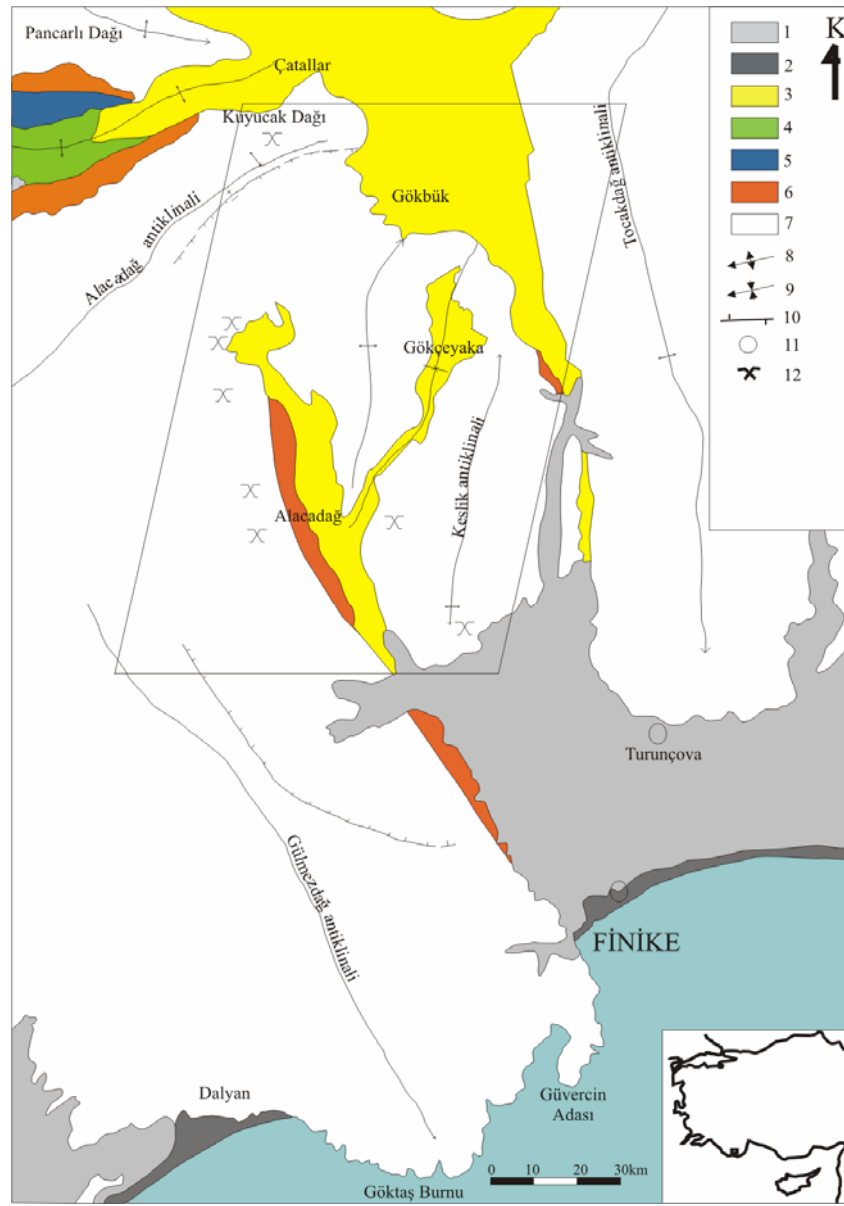 Pancarlı Dağı
K
1
2
3
4
5
6
7
8
9
10
11
12
Çatallar
Kuyucak Dağı
Gökbük
Alacadağ antiklinali
Tocakdağ antiklinali
Gökçeyaka
Keslik antiklinali
Alacadağ
Turunçova
Gülmezdağ antiklinali
FİNİKE
Dalyan
Güvercin
Adası
0 10 20 30km
Göktaş Burnu